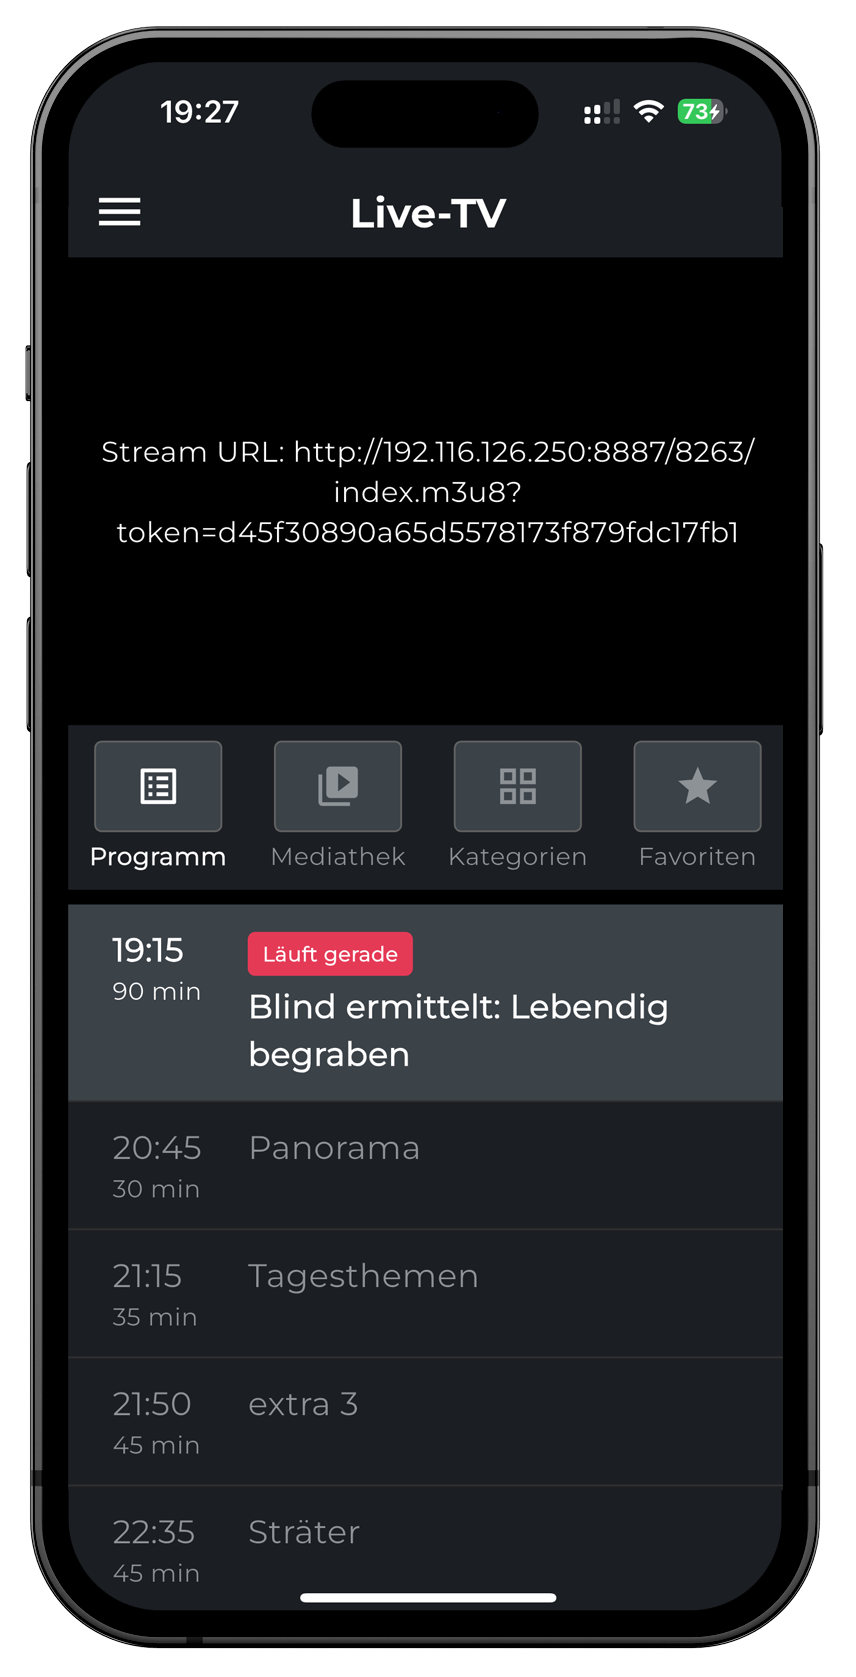 19:27
73
Live-TV
Stream URL: http://192.116.126.250:8887/8263/
index.m3u8?
token=d45f30890a65d5578173f879fdc17fb1
Programm
Mediathek
Kategorien
Favoriten
19:15
90 min
Läuft gerade
Blind ermittelt: Lebendig
begraben
20:45
30 min
Panorama
21:15
35 min
Tagesthemen
21:50
45 min
extra 3
22:35
45 min
Sträter